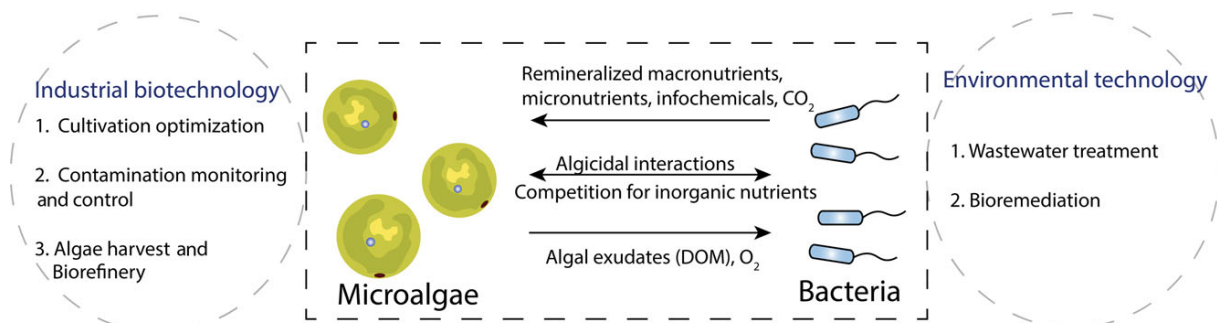 Industrial biotechnology
1. Cultivation optimization
2. Contamination monitoring
and control
3. Algae harvest and
Biorefinery
Remineralized macronutrients,
micronutrients, infochemicals, CO₂
Algicidal interactions
Competition for inorganic nutrients
Algal exudates (DOM), O₂
Microalgae
Bacteria
Environmental technology
1. Wastewater treatment
2. Bioremediation